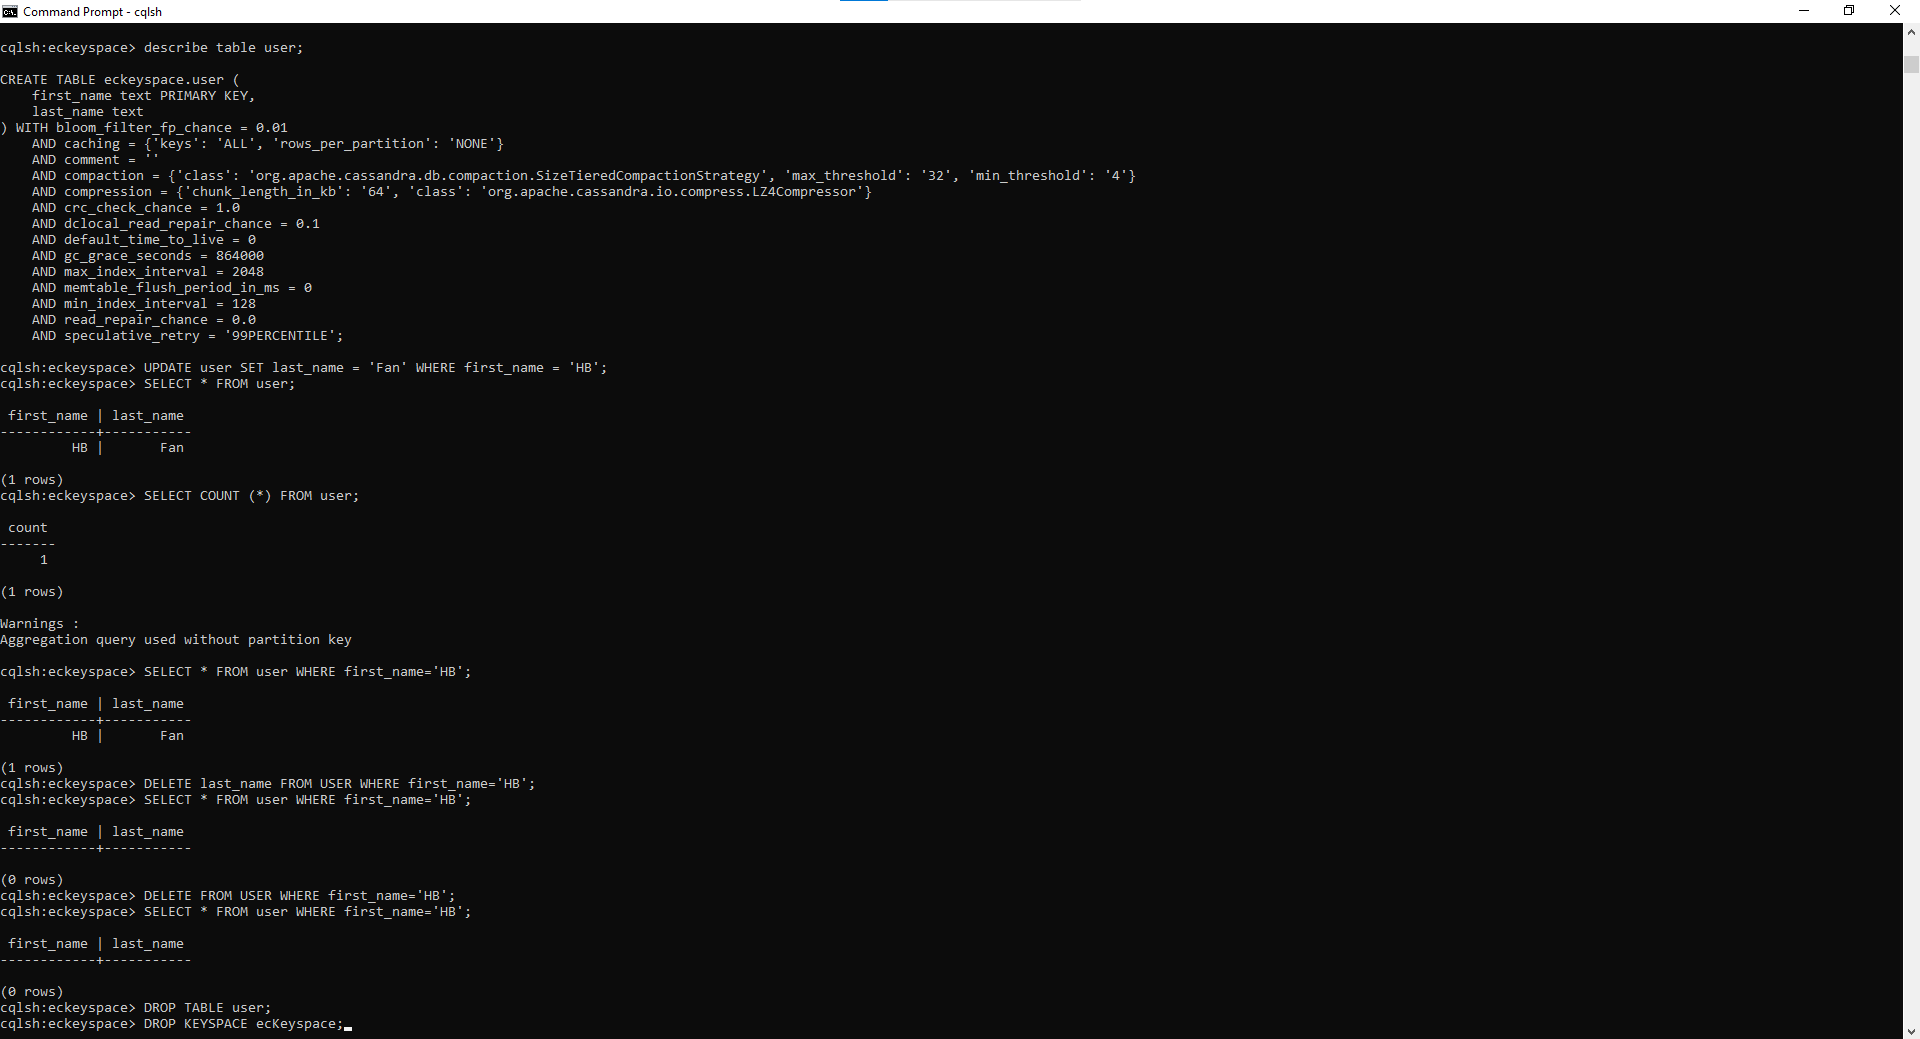 Command Prompt - cqlsh
cqlsh:eckeyspace> describe table user;
CREATE TABLE eckeyspace.user (
    first_name text PRIMARY KEY,
    last_name text
) WITH bloom_filter_fp_chance = 0.01
    AND caching = {'keys': 'ALL', 'rows_per_partition': 'NONE'}
    AND comment = ''
    AND compaction = {'class': 'org.apache.cassandra.db.compaction.SizeTieredCompactionStrategy', 'max_threshold': '32', 'min_threshold': '4'}
    AND compression = {'chunk_length_in_kb': '64', 'class': 'org.apache.cassandra.io.compress.LZ4Compressor'}
    AND crc_check_chance = 1.0
    AND dclocal_read_repair_chance = 0.1
    AND default_time_to_live = 0
    AND gc_grace_seconds = 864000
    AND max_index_interval = 2048
    AND memtable_flush_period_in_ms = 0
    AND min_index_interval = 128
    AND read_repair_chance = 0.0
    AND speculative_retry = '99PERCENTILE';
cqlsh:eckeyspace> UPDATE user SET last_name = 'Fan' WHERE first_name = 'HB';
cqlsh:eckeyspace> SELECT * FROM user;
 first_name | last_name
------------+-----------
         HB |       Fan
(1 rows)
cqlsh:eckeyspace> SELECT COUNT (*) FROM user;
 count
-------
     1
(1 rows)
Warnings :
Aggregation query used without partition key
cqlsh:eckeyspace> SELECT * FROM user WHERE first_name='HB';
 first_name | last_name
------------+-----------
         HB |       Fan
(1 rows)
cqlsh:eckeyspace> DELETE last_name FROM USER WHERE first_name='HB';
cqlsh:eckeyspace> SELECT * FROM user WHERE first_name='HB';
 first_name | last_name
------------+-----------
(0 rows)
cqlsh:eckeyspace> DELETE FROM USER WHERE first_name='HB';
cqlsh:eckeyspace> SELECT * FROM user WHERE first_name='HB';
 first_name | last_name
------------+-----------
(0 rows)
cqlsh:eckeyspace> DROP TABLE user;
cqlsh:eckeyspace> DROP KEYSPACE ecKeyspace;